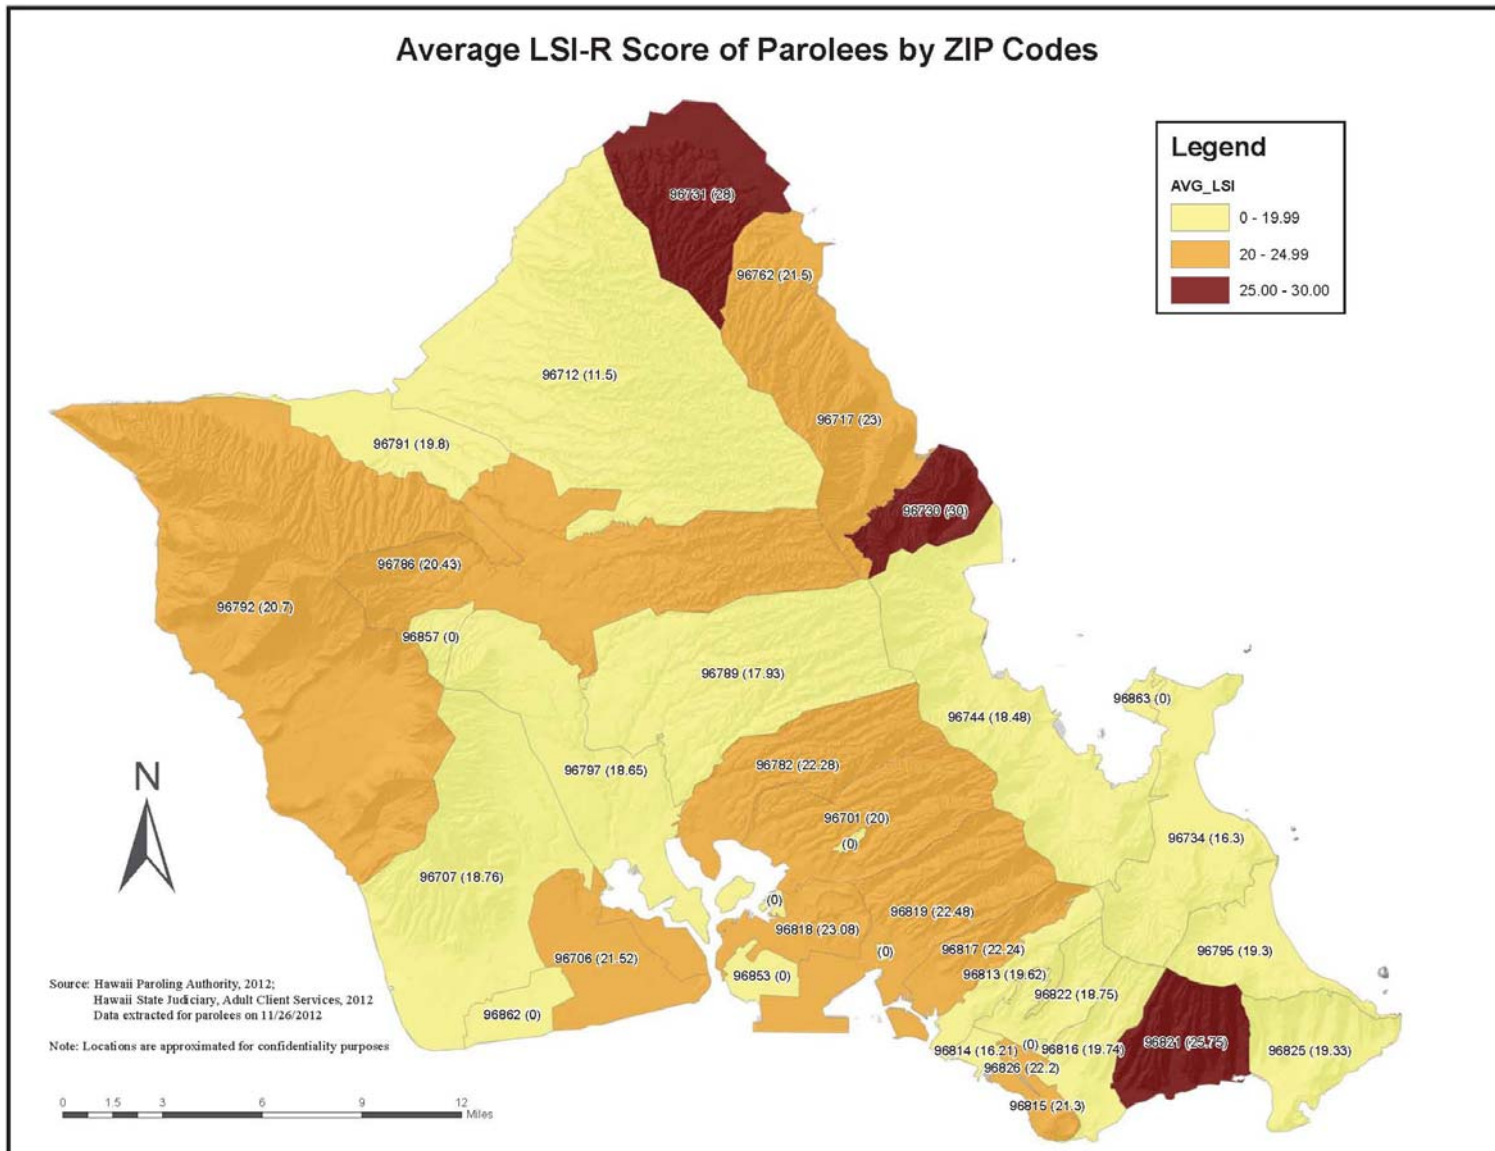 Average LSI-R Score of Parolees by ZIP Codes
Legend
AVG_LSI
0 - 19.99
20 - 24.99
25.00 - 30.00
96731 (28)
96762 (21.5)
96712 (11.5)
96717 (23)
96791 (19.8)
96730 (30)
96786 (20.43)
96792 (20.7)
96857 (0)
96789 (17.93)
96863 (0)
96744 (18.48)
N
96797 (18.65)
96782 (22.28)
96701 (20)
(0)
96734 (16.3)
96707 (18.76)
(0)
96819 (22.48)
96818 (23.08)
96817 (22.24)
(0)
96795 (19.3)
96706 (21.52)
96853 (0)
96813 (19.62)
96822 (18.75)
Source: Hawaii Paroling Authority, 2012;
Hawaii State Judiciary, Adult Client Services, 2012
Data extracted for parolees on 11/26/2012
96862 (0)
Note: Locations are approximated for confidentiality purposes
96814 (16.21)
(0)
96816 (19.74)
96821 (25.75)
96825 (19.33)
96826 (22.2)
96815 (21.3)
0 1.5 3 6 9 12
Miles